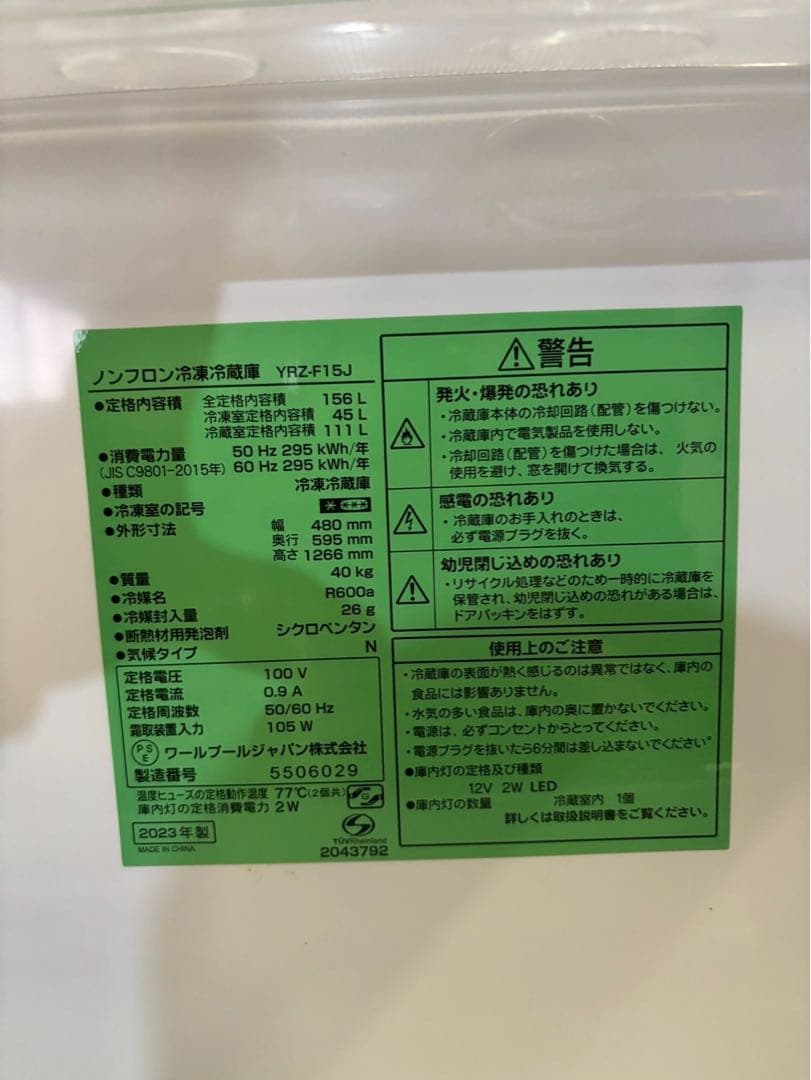 ノンフロン冷凍冷蔵庫 YRZ-F15J
●定格内容積 全定格内容積 156 L
冷凍室定格内容積 45 L
冷蔵室定格内容積 111 L
●消費電力量 50 Hz 295 kWh/年
(JIS C9801-2015年) 60 Hz 295 kWh/年
●種類 冷凍冷蔵庫
●冷凍室の記号
●外形寸法 幅 480 mm
奥行 595 mm
高さ 1266 mm
●質量 40 kg
●冷媒名 R600a
●冷媒封入量 26 g
●断熱材用発泡剤 シクロペンタン
●気候タイプ N
定格電圧 100 V
定格電流 0.9 A
定格周波数 50/60 Hz
霜取装置入力 105 W
PSE ワールプールジャパン株式会社
製造番号 5506029
温度ヒューズの定格動作温度 77℃(2個共)
庫内灯の定格消費電力 2 W
G
2023年製
MADE IN CHINA
TÜVRheinland
2043792
警告
発火・爆発の恐れあり
・冷蔵庫本体の冷却回路(配管)を傷つけない。
・冷蔵庫内で電気製品を使用しない。
・冷却回路(配管)を傷つけた場合は、火気の
使用を避け、窓を開けて換気する。
感電の恐れあり
・冷蔵庫のお手入れのときは、
必ず電源プラグを抜く。
幼児閉じ込めの恐れあり
・リサイクル処理などのため一時的に冷蔵庫を
保管され、幼児閉じ込めの恐れがある場合は、
ドアパッキンをはずす。
使用上のご注意
・冷蔵庫の表面が熱く感じるのは異常ではなく、庫内の
食品には影響ありません。
・水気の多い食品は、庫内の奥に置かないでください。
・電源は、必ずコンセントからとってください。
・電源プラグを抜いたら6分間は差し込まないでください。
●庫内灯の定格及び種類
12V 2W LED
●庫内灯の数量 冷蔵室内 1個
詳しくは取扱説明書をご覧ください。